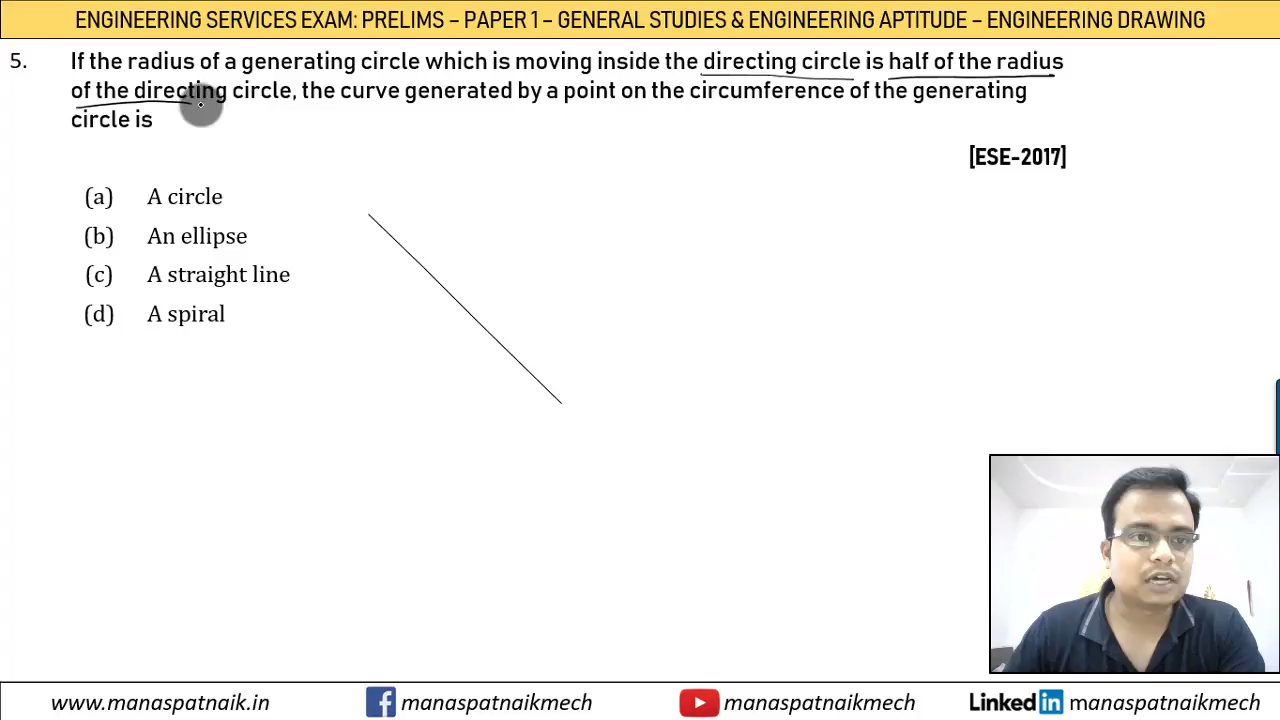 ENGINEERING SERVICES EXAM: PRELIMS – PAPER 1 – GENERAL STUDIES & ENGINEERING APTITUDE – ENGINEERING DRAWING
5. If the radius of a generating circle which is moving inside the directing circle is half of the radius
of the directing circle, the curve generated by a point on the circumference of the generating
circle is
[ESE-2017]
(a) A circle
(b) An ellipse
(c) A straight line
(d) A spiral
www.manaspatnaik.in manaspatnaikmech manaspatnaikmech Linked in manaspatnaikmech